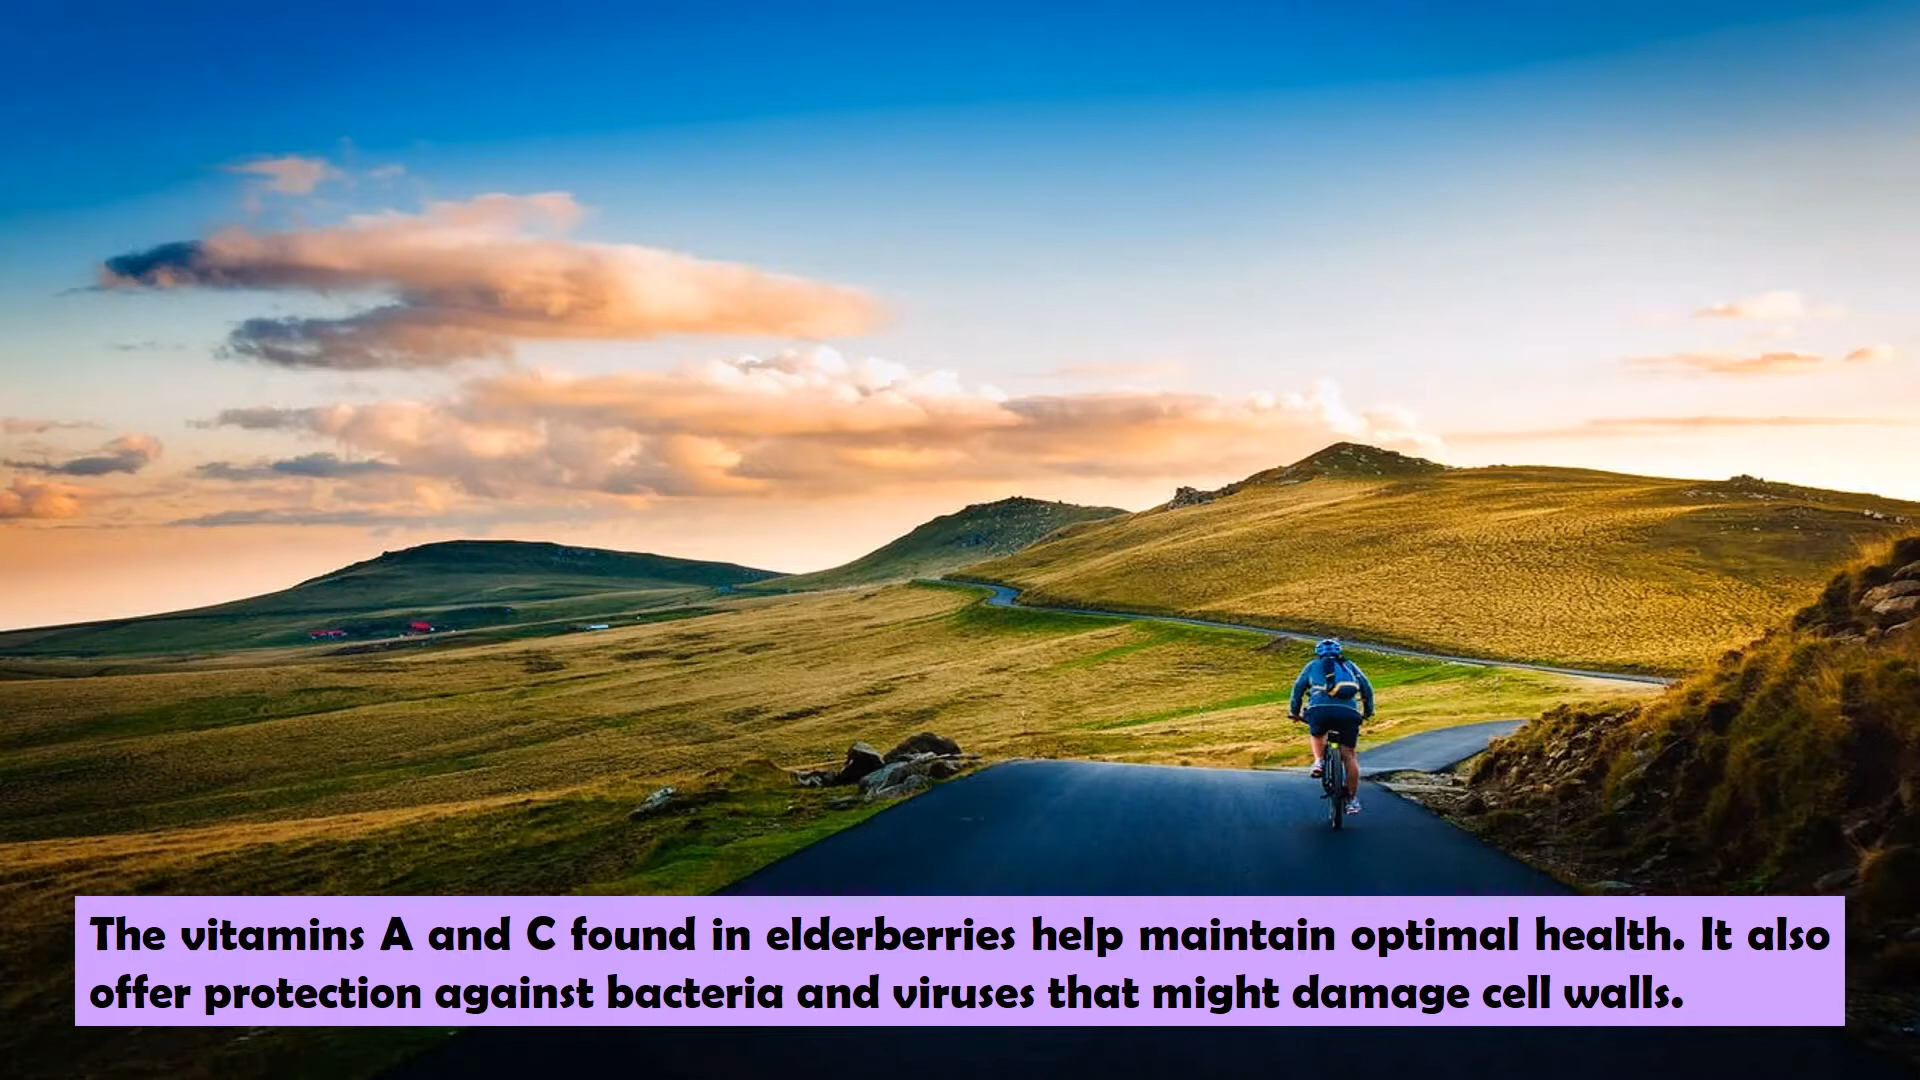 The vitamins A and C found in elderberries help maintain optimal health. It also
offer protection against bacteria and viruses that might damage cell walls.